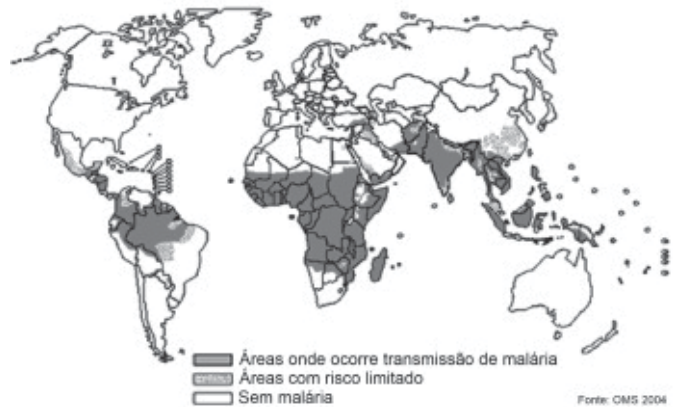 Áreas onde ocorre transmissão de malária
Áreas com risco limitado
Sem malária
Fonte: OMS 2004